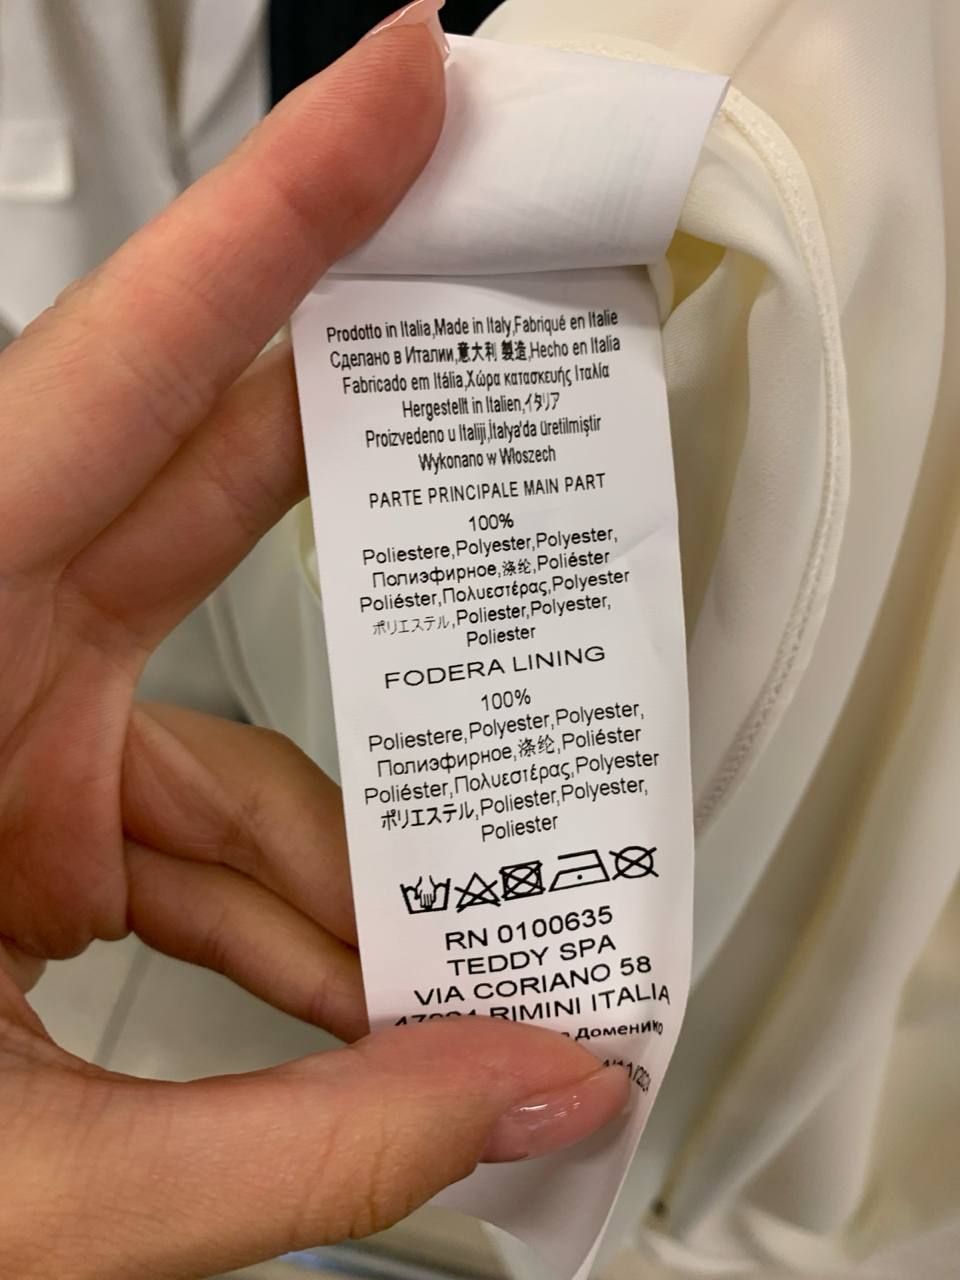 Prodotto in Italia,Made in Italy,Fabriqué en Italie
Сделано в Италии,意大利 製造,Hecho en Italia
Fabricado em Itália,Χώρα κατασκευής Ιταλία
Hergestellt in Italien,イタリア
Proizvedeno u Italiji,İtalya'da üretilmiştir
Wykonano w Włoszech
PARTE PRINCIPALE MAIN PART
100%
Poliestere,Polyester,Polyester,
Полиэфирное,涤纶,Poliéster
Poliéster,Πολυεστέρας,Polyester
ポリエステル,Poliester,Polyester,
Poliester
FODERA LINING
100%
Poliestere,Polyester,Polyester,
Полиэфирное,涤纶,Poliéster
Poliéster,Πολυεστέρας,Polyester
ポリエステル,Poliester,Polyester,
Poliester
RN 0100635
TEDDY SPA
VIA CORIANO 58
RIMINI ITALIA
Доменико